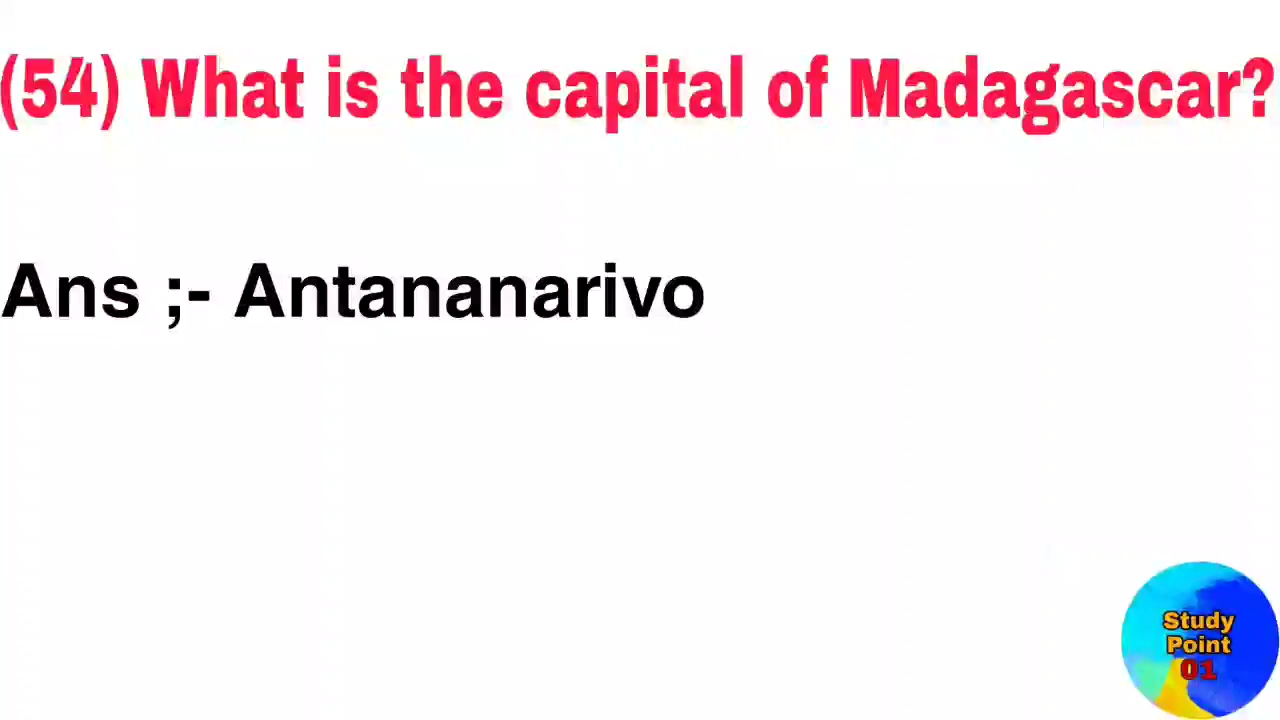 (54) What is the capital of Madagascar?
Ans ;- Antananarivo
Study
Point
01